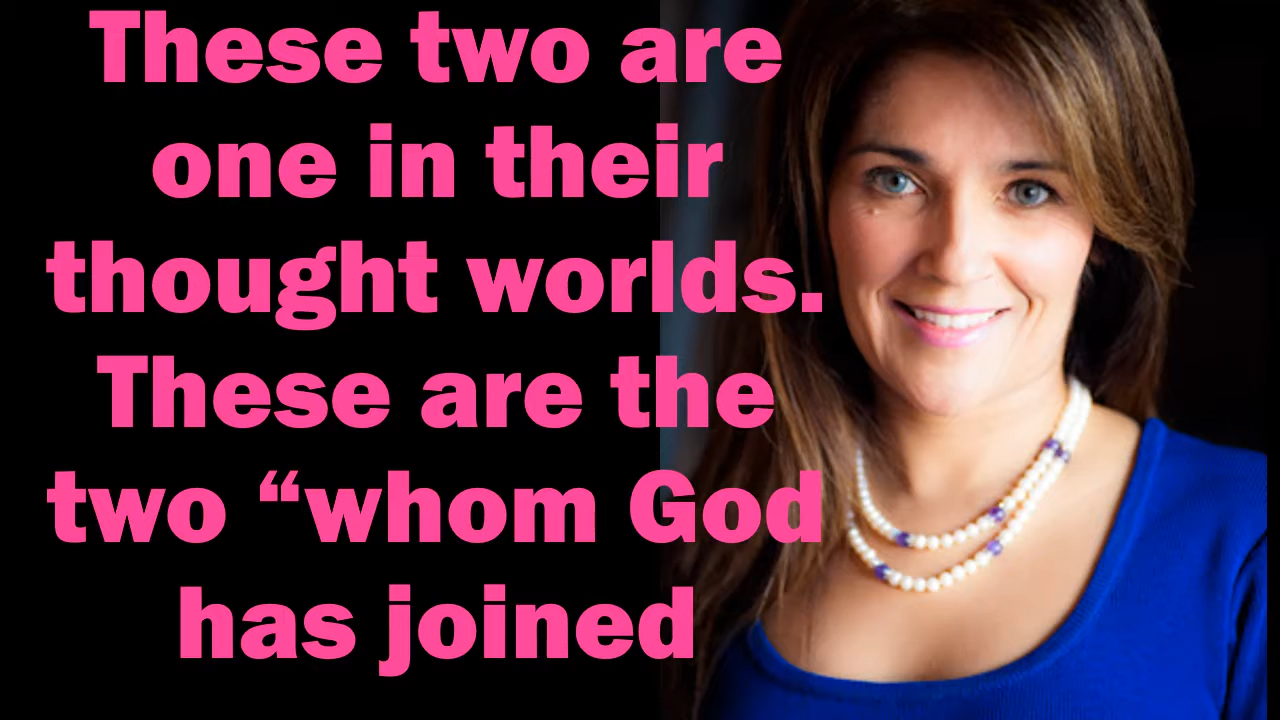 These two are
one in their
thought worlds.
These are the
two “whom God
has joined